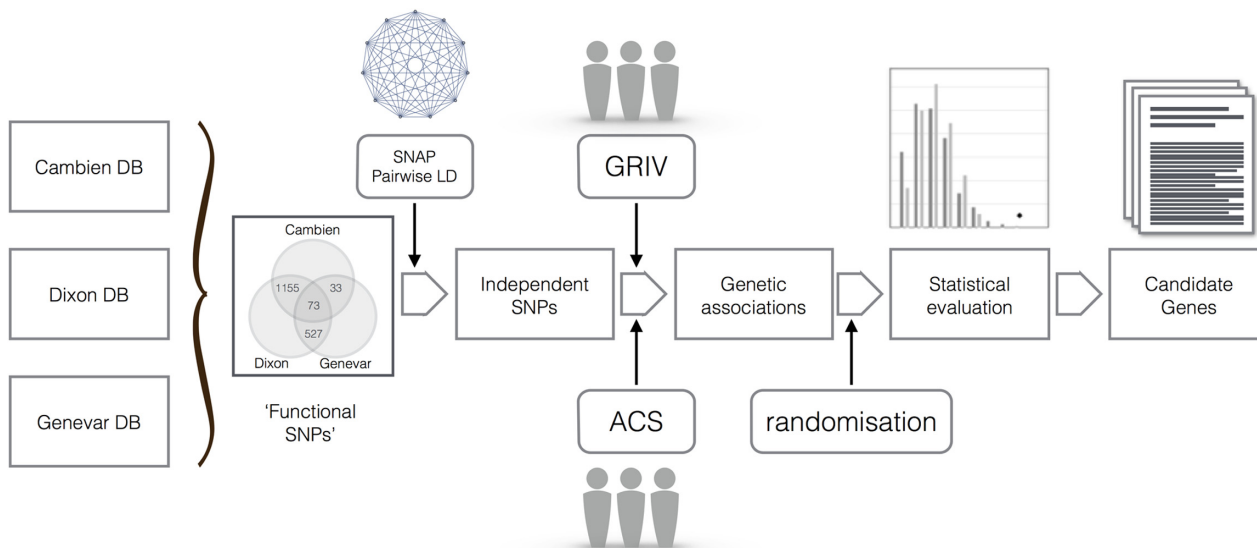 Cambien DB
Dixon DB
Genevar DB
Cambien
1155
33
73
527
Dixon
Genevar
'Functional
SNPs'
SNAP
Pairwise LD
Independent
SNPs
GRIV
ACS
Genetic
associations
randomisation
Statistical
evaluation
Candidate
Genes